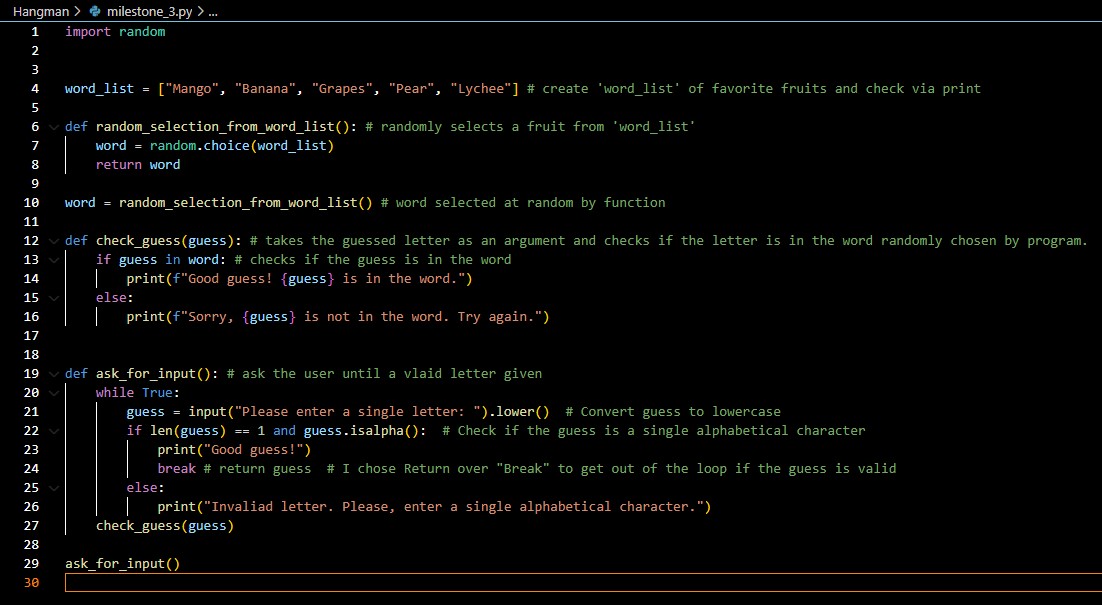 Hangman > milestone_3.py > ...
1 import random
2
3
4 word_list = ["Mango", "Banana", "Grapes", "Pear", "Lychee"] # create 'word_list' of favorite fruits and check via print
5
6 def random_selection_from_word_list(): # randomly selects a fruit from 'word_list'
7     word = random.choice(word_list)
8     return word
9
10 word = random_selection_from_word_list() # word selected at random by function
11
12 def check_guess(guess): # takes the guessed letter as an argument and checks if the letter is in the word randomly chosen by program.
13     if guess in word: # checks if the guess is in the word
14         print(f"Good guess! {guess} is in the word.")
15     else:
16         print(f"Sorry, {guess} is not in the word. Try again.")
17
18
19 def ask_for_input(): # ask the user until a vlaid letter given
20     while True:
21         guess = input("Please enter a single letter: ").lower()  # Convert guess to lowercase
22         if len(guess) == 1 and guess.isalpha():  # Check if the guess is a single alphabetical character
23             print("Good guess!")
24             break # return guess  # I chose Return over "Break" to get out of the loop if the guess is valid
25         else:
26             print("Invaliad letter. Please, enter a single alphabetical character.")
27     check_guess(guess)
28
29 ask_for_input()
30